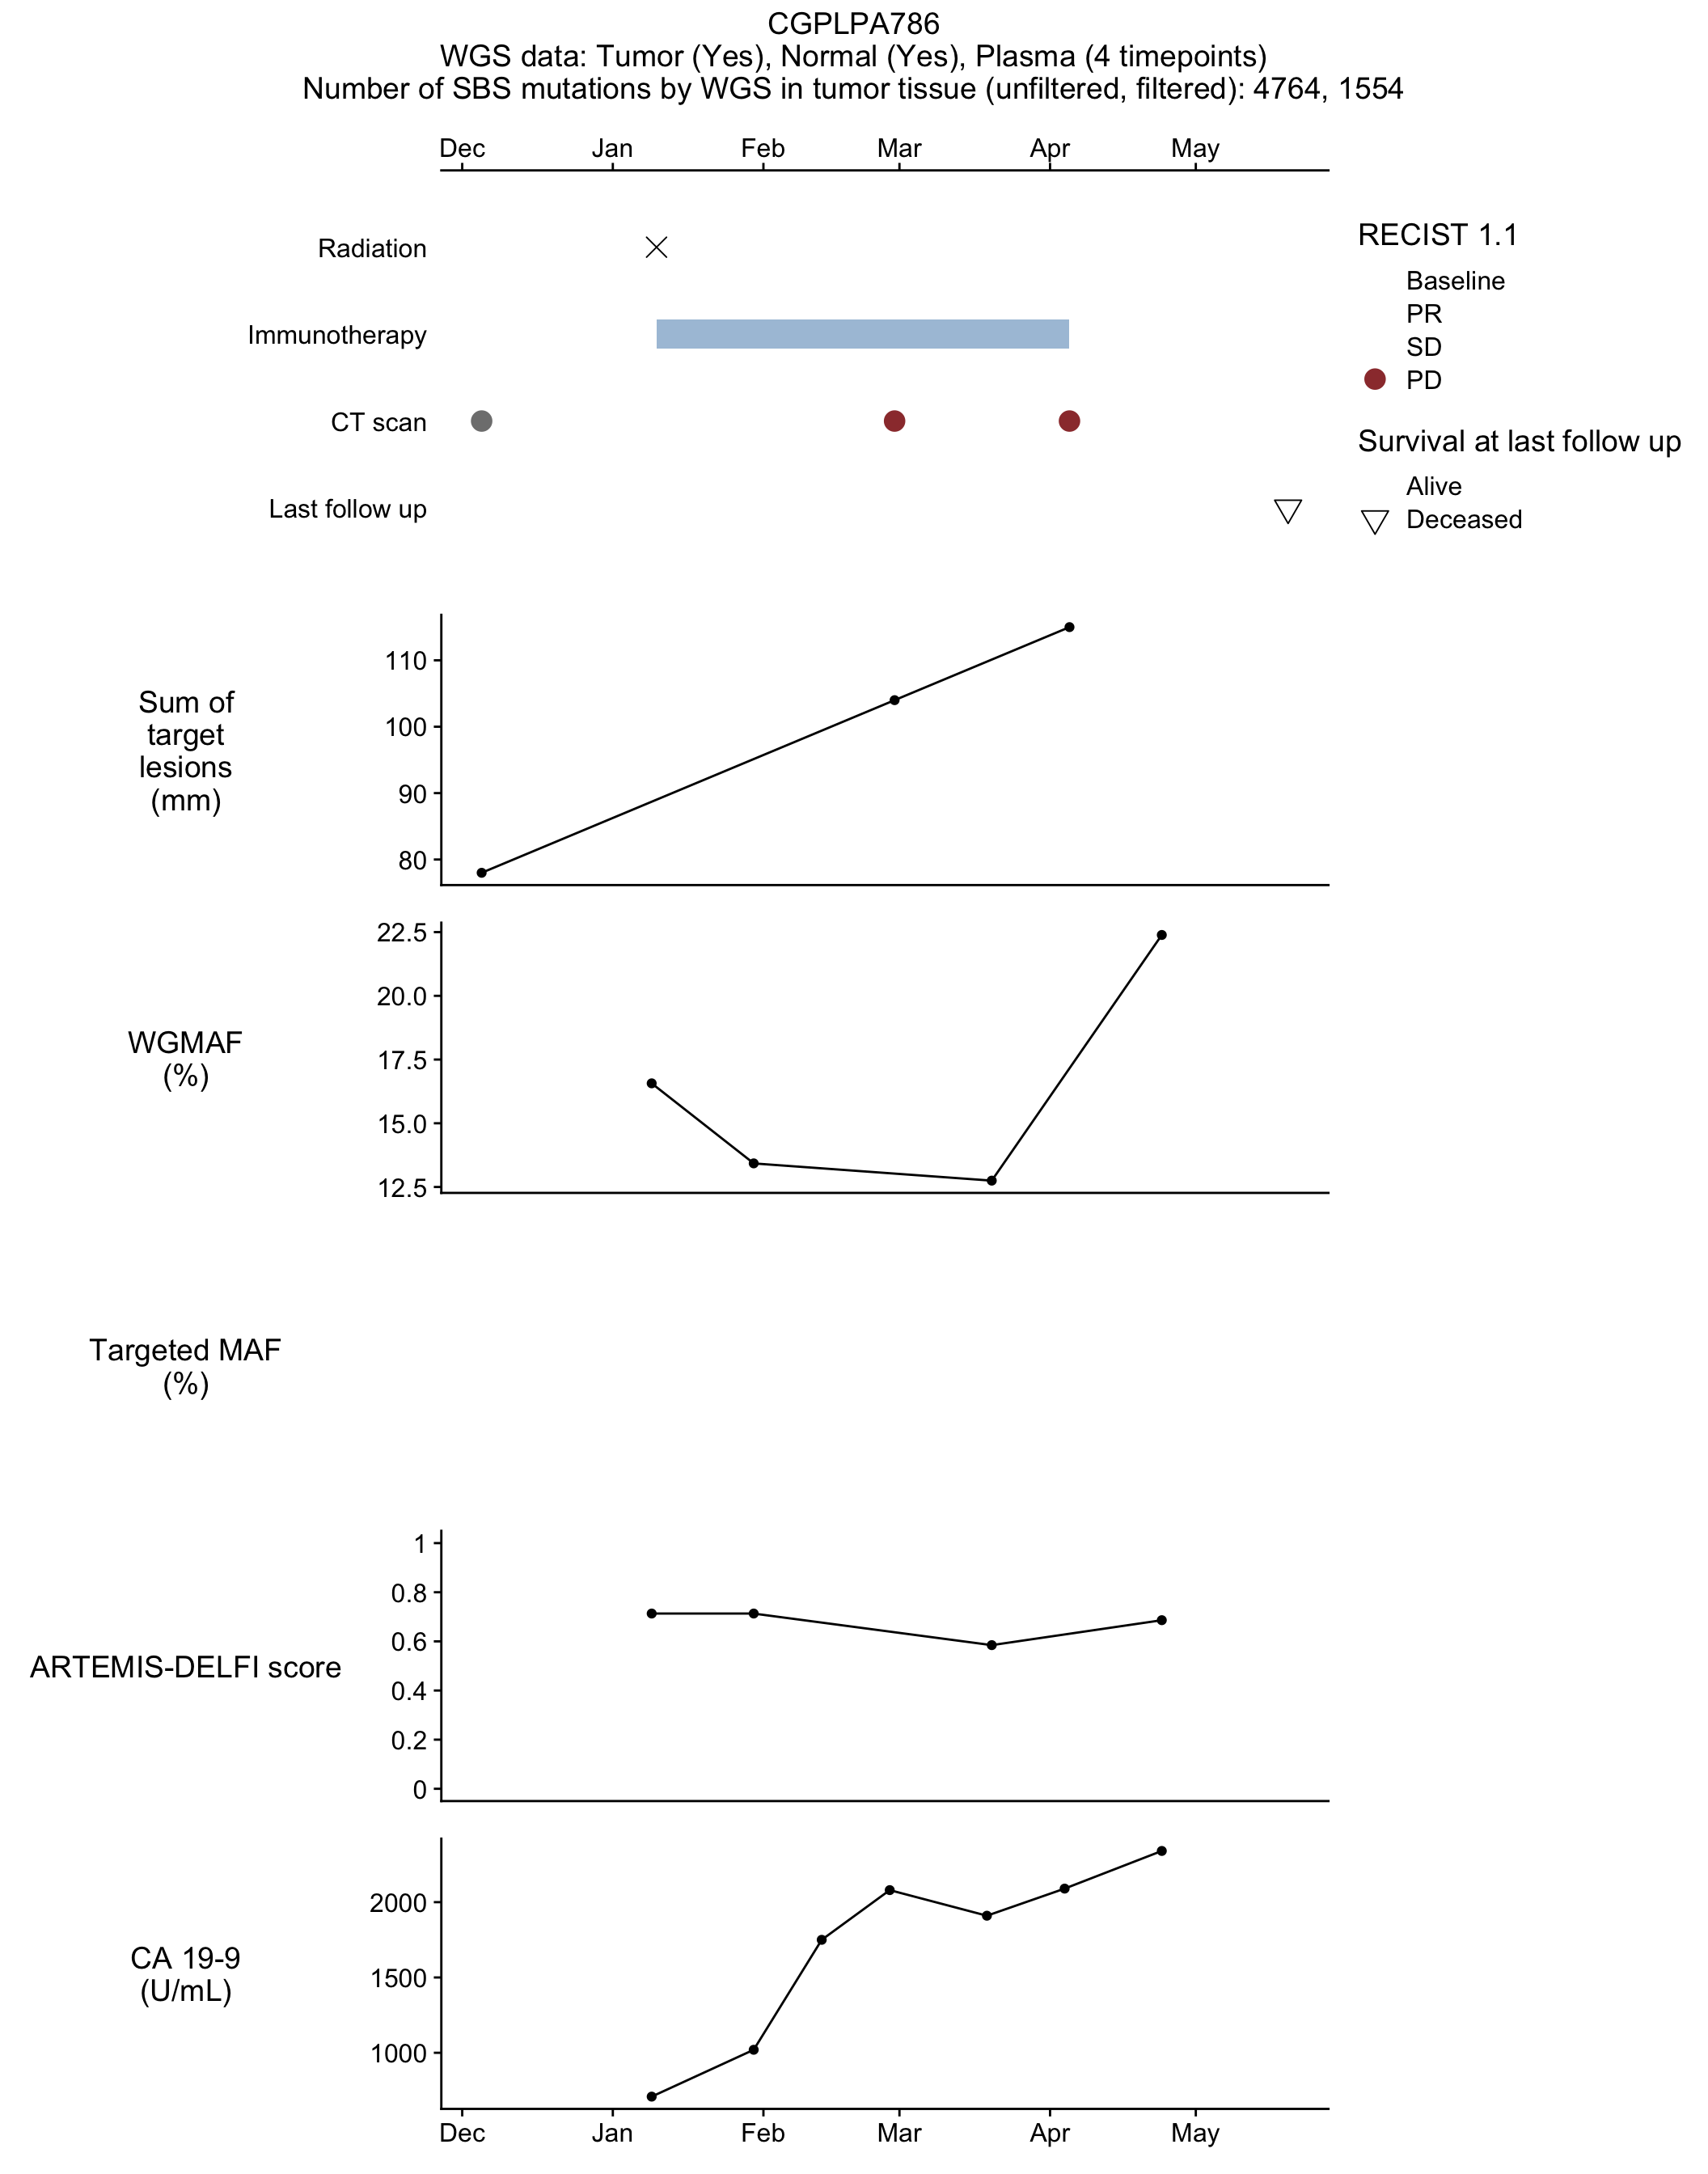 CGPLPA786
WGS data: Tumor (Yes), Normal (Yes), Plasma (4 timepoints)
Number of SBS mutations by WGS in tumor tissue (unfiltered, filtered): 4764, 1554
Dec Jan Feb Mar Apr May
Radiation
Immunotherapy
CT scan
Last follow up
RECIST 1.1
Baseline
PR
SD
PD
Survival at last follow up
Alive
Deceased
Sum of
target
lesions
(mm)
110
100
90
80
WGMAF
(%)
22.5
20.0
17.5
15.0
12.5
Targeted MAF
(%)
ARTEMIS-DELFI score
1
0.8
0.6
0.4
0.2
0
CA 19-9
(U/mL)
2000
1500
1000
Dec Jan Feb Mar Apr May